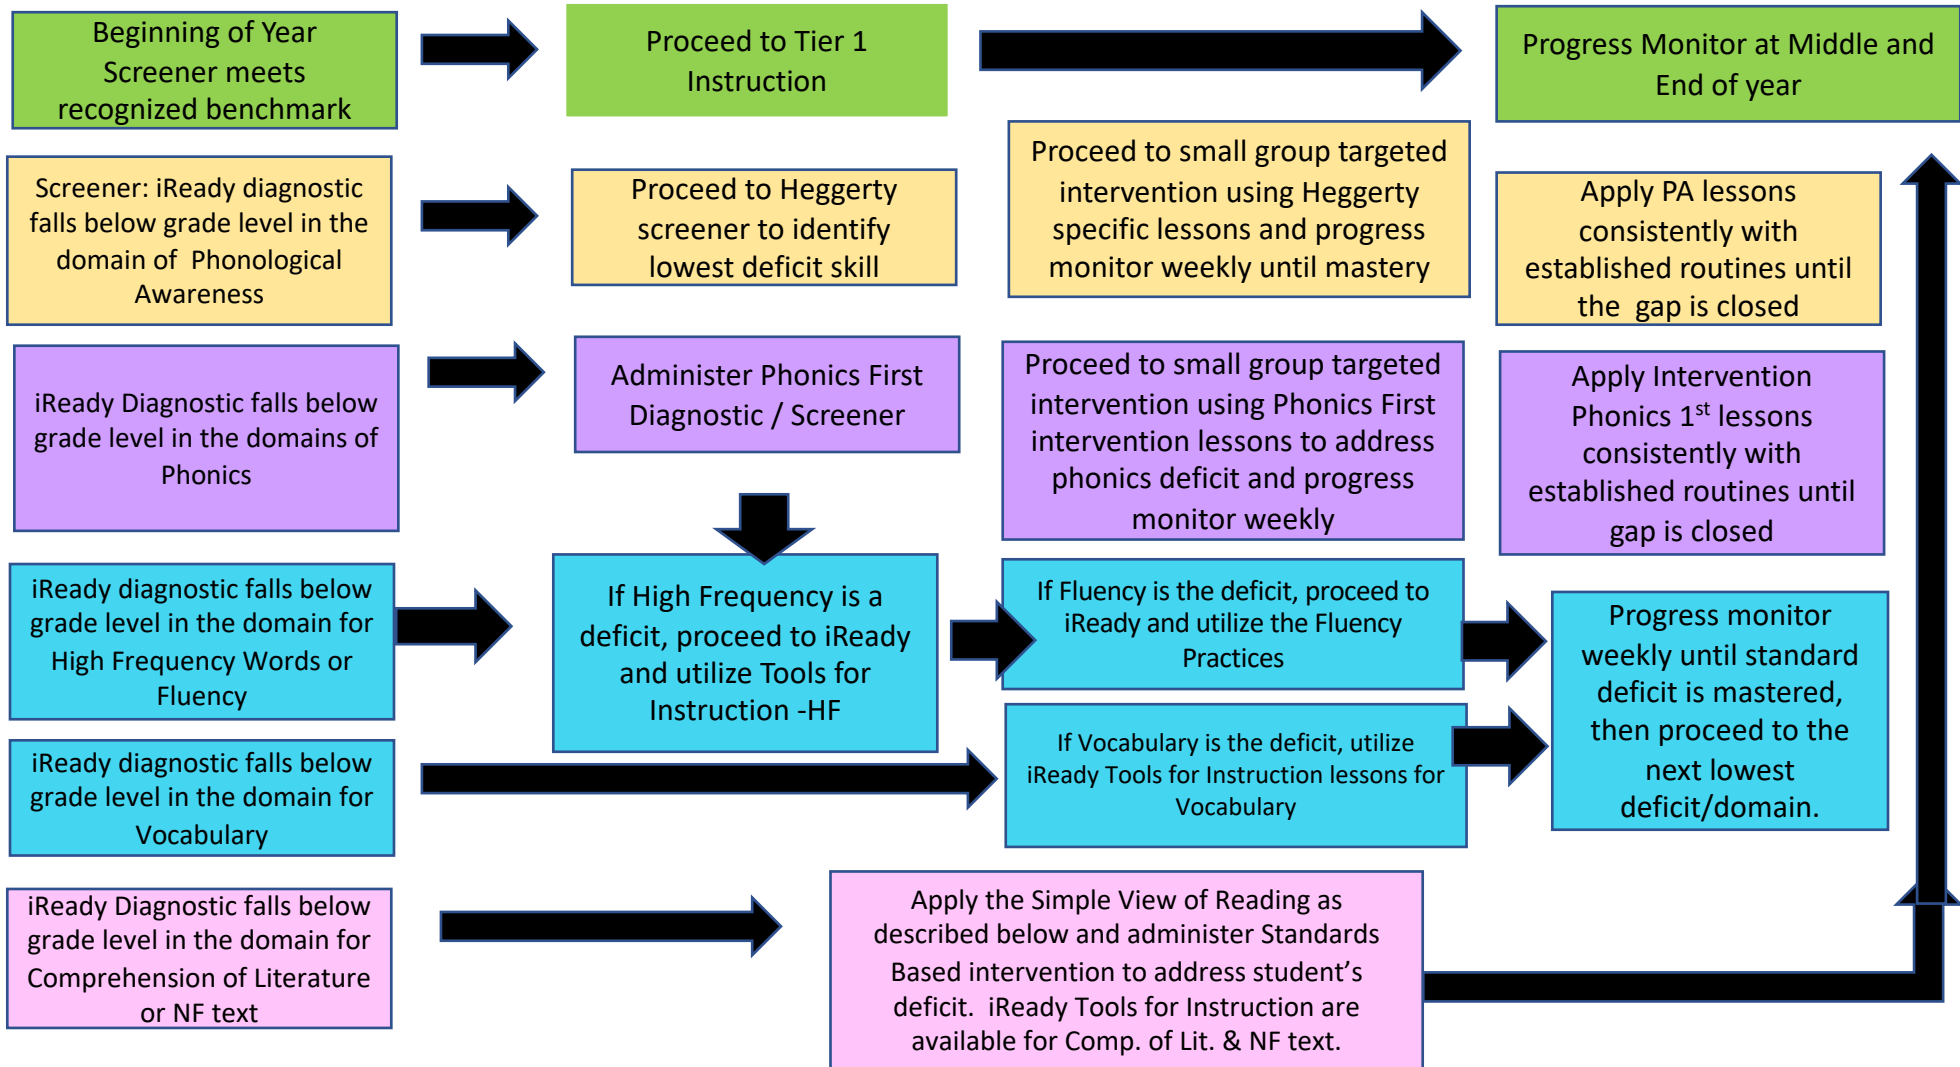 Beginning of Year
Screener meets
recognized benchmark
Proceed to Tier 1
Instruction
Progress Monitor at Middle and
End of year
Screener: iReady diagnostic
falls below grade level in the
domain of Phonological
Awareness
Proceed to Heggerty
screener to identify
lowest deficit skill
Proceed to small group targeted
intervention using Heggerty
specific lessons and progress
monitor weekly until mastery
Apply PA lessons
consistently with
established routines until
the gap is closed
iReady Diagnostic falls below
grade level in the domains of
Phonics
Administer Phonics First
Diagnostic / Screener
Proceed to small group targeted
intervention using Phonics First
intervention lessons to address
phonics deficit and progress
monitor weekly
Apply Intervention
Phonics 1st lessons
consistently with
established routines until
gap is closed
iReady diagnostic falls below
grade level in the domain for
High Frequency Words or
Fluency
If High Frequency is a
deficit, proceed to iReady
and utilize Tools for
Instruction -HF
If Fluency is the deficit, proceed to
iReady and utilize the Fluency
Practices
Progress monitor
weekly until standard
deficit is mastered,
then proceed to the
next lowest
deficit/domain.
iReady diagnostic falls below
grade level in the domain for
Vocabulary
If Vocabulary is the deficit, utilize
iReady Tools for Instruction lessons for
Vocabulary
iReady Diagnostic falls below
grade level in the domain for
Comprehension of Literature
or NF text
Apply the Simple View of Reading as
described below and administer Standards
Based intervention to address student’s
deficit.  iReady Tools for Instruction are
available for Comp. of Lit. & NF text.